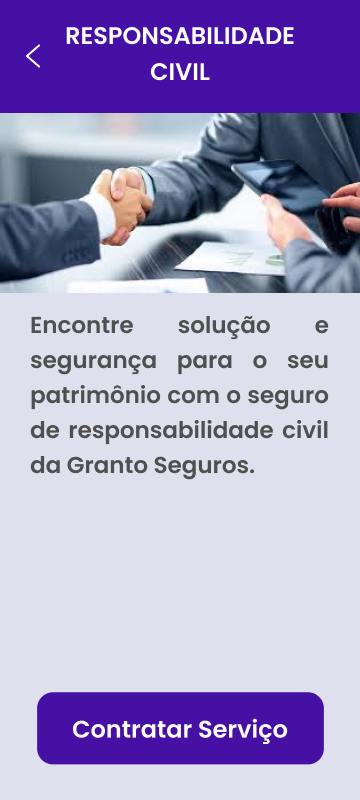 RESPONSABILIDADE
CIVIL
Encontre solução e
segurança para o seu
patrimônio com o seguro
de responsabilidade civil
da Granto Seguros.
Contratar Serviço